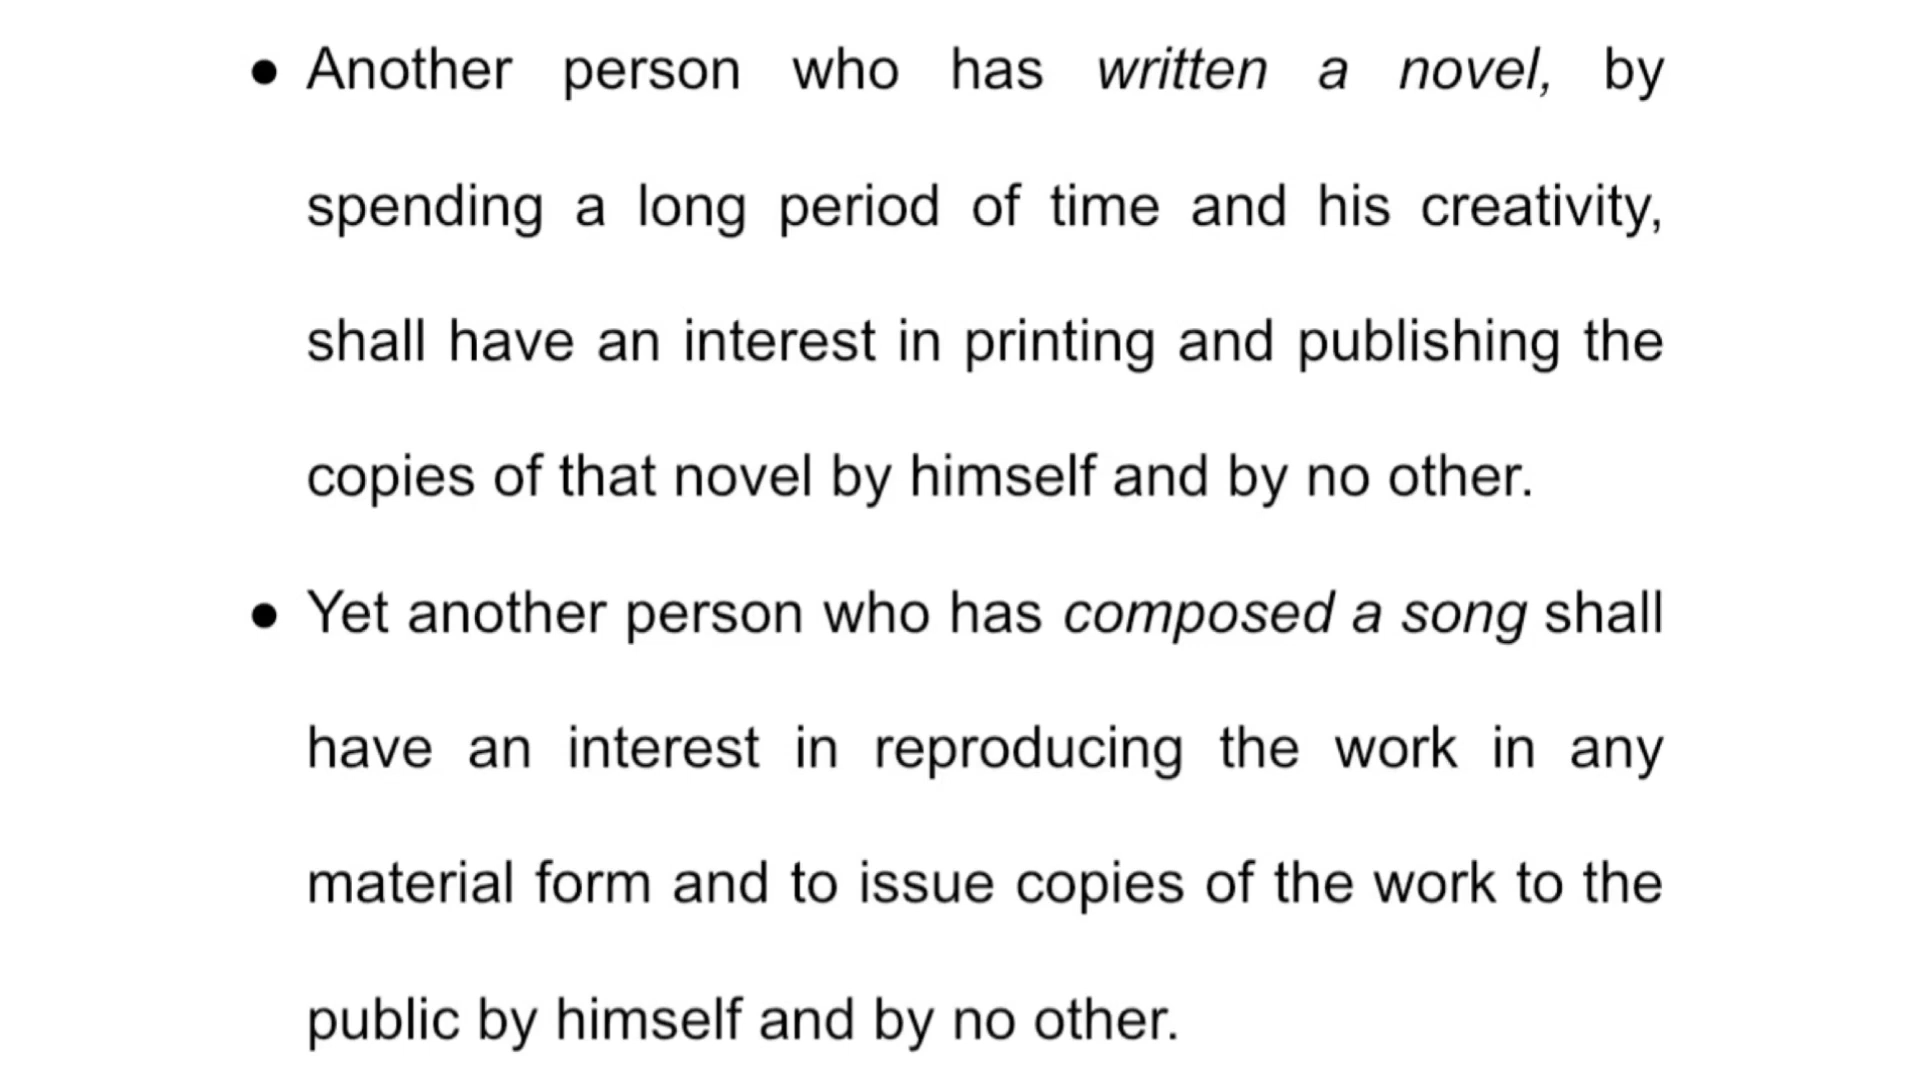 ● Another person who has written a novel, by
spending a long period of time and his creativity,
shall have an interest in printing and publishing the
copies of that novel by himself and by no other.
● Yet another person who has composed a song shall
have an interest in reproducing the work in any
material form and to issue copies of the work to the
public by himself and by no other.